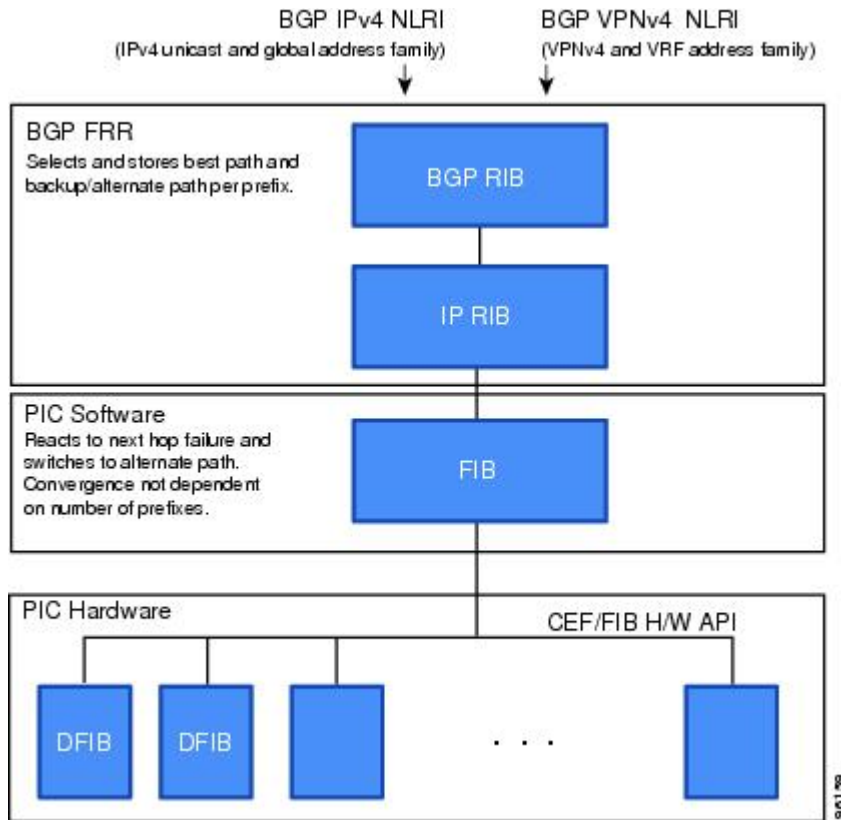 BGP IPv4 NLRI
(IPv4 unicast and global address family)
BGP VPNv4 NLRI
(VPNv4 and VRF address family)
BGP FRR
Selects and stores best path and
backup/alternate path per prefix.
BGP RIB
IP RIB
PIC Software
Reacts to next hop failure and
switches to alternate path.
Convergence not dependent
on number of prefixes.
FIB
PIC Hardware
CEF/FIB H/W API
DFIB
DFIB
. . .